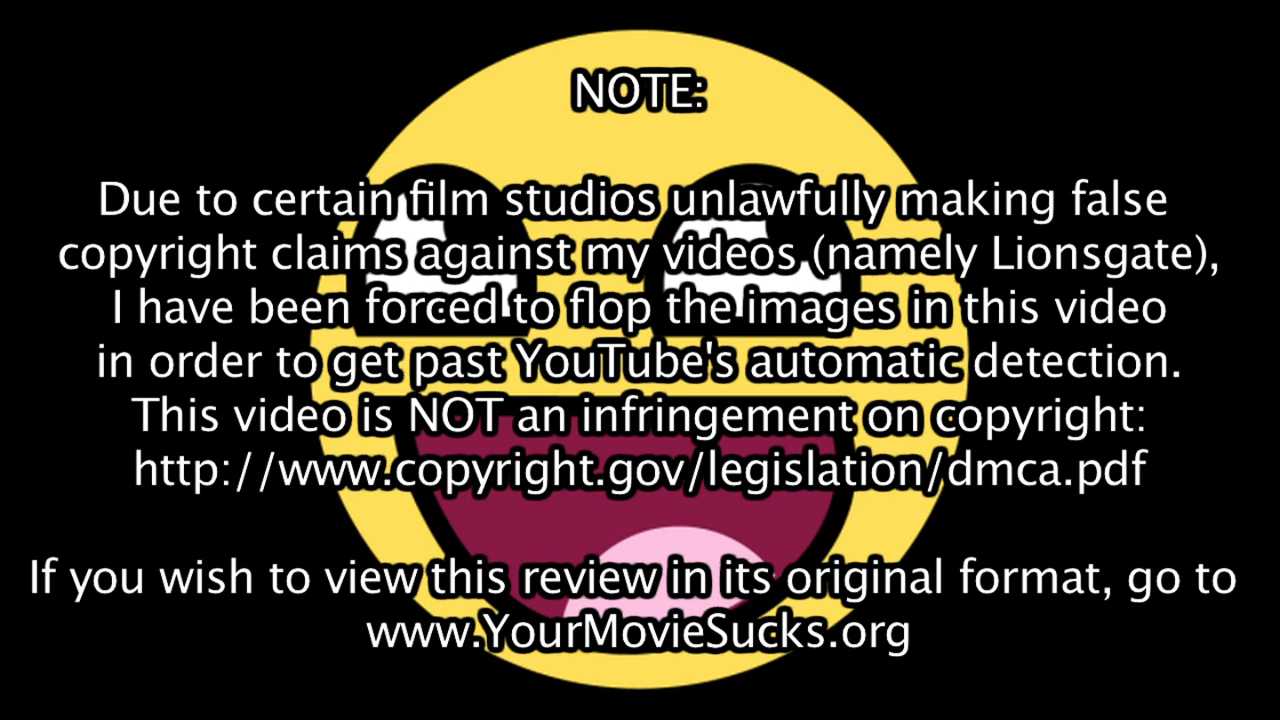 NOTE:
Due to certain film studios unlawfully making false
copyright claims against my videos (namely Lionsgate),
I have been forced to flop the images in this video
in order to get past YouTube's automatic detection.
This video is NOT an infringement on copyright:
http://www.copyright.gov/legislation/dmca.pdf
If you wish to view this review in its original format, go to
www.YourMovieSucks.org